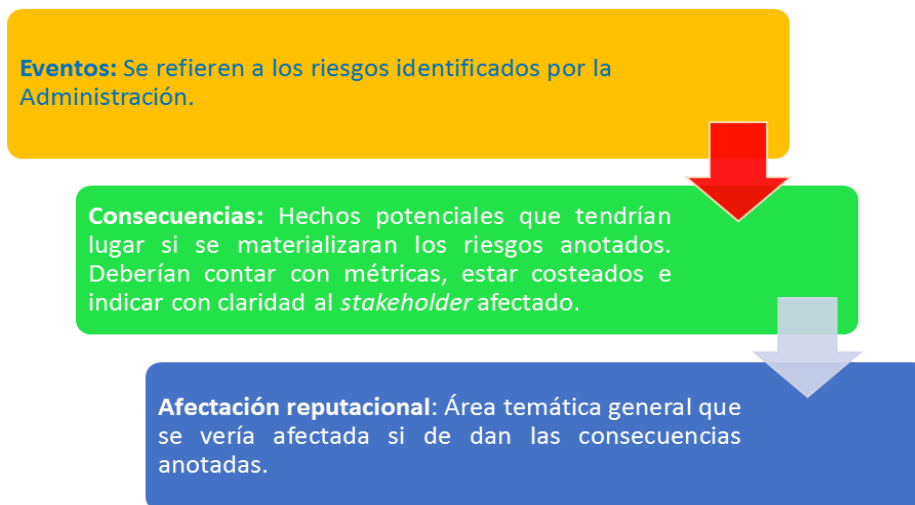 Eventos: Se refieren a los riesgos identificados por la
Administración.
Consecuencias: Hechos potenciales que tendrían
lugar si se materializaran los riesgos anotados.
Deberían contar con métricas, estar costeados e
indicar con claridad al stakeholder afectado.
Afectación reputacional: Área temática general que
se vería afectada si de dan las consecuencias
anotadas.